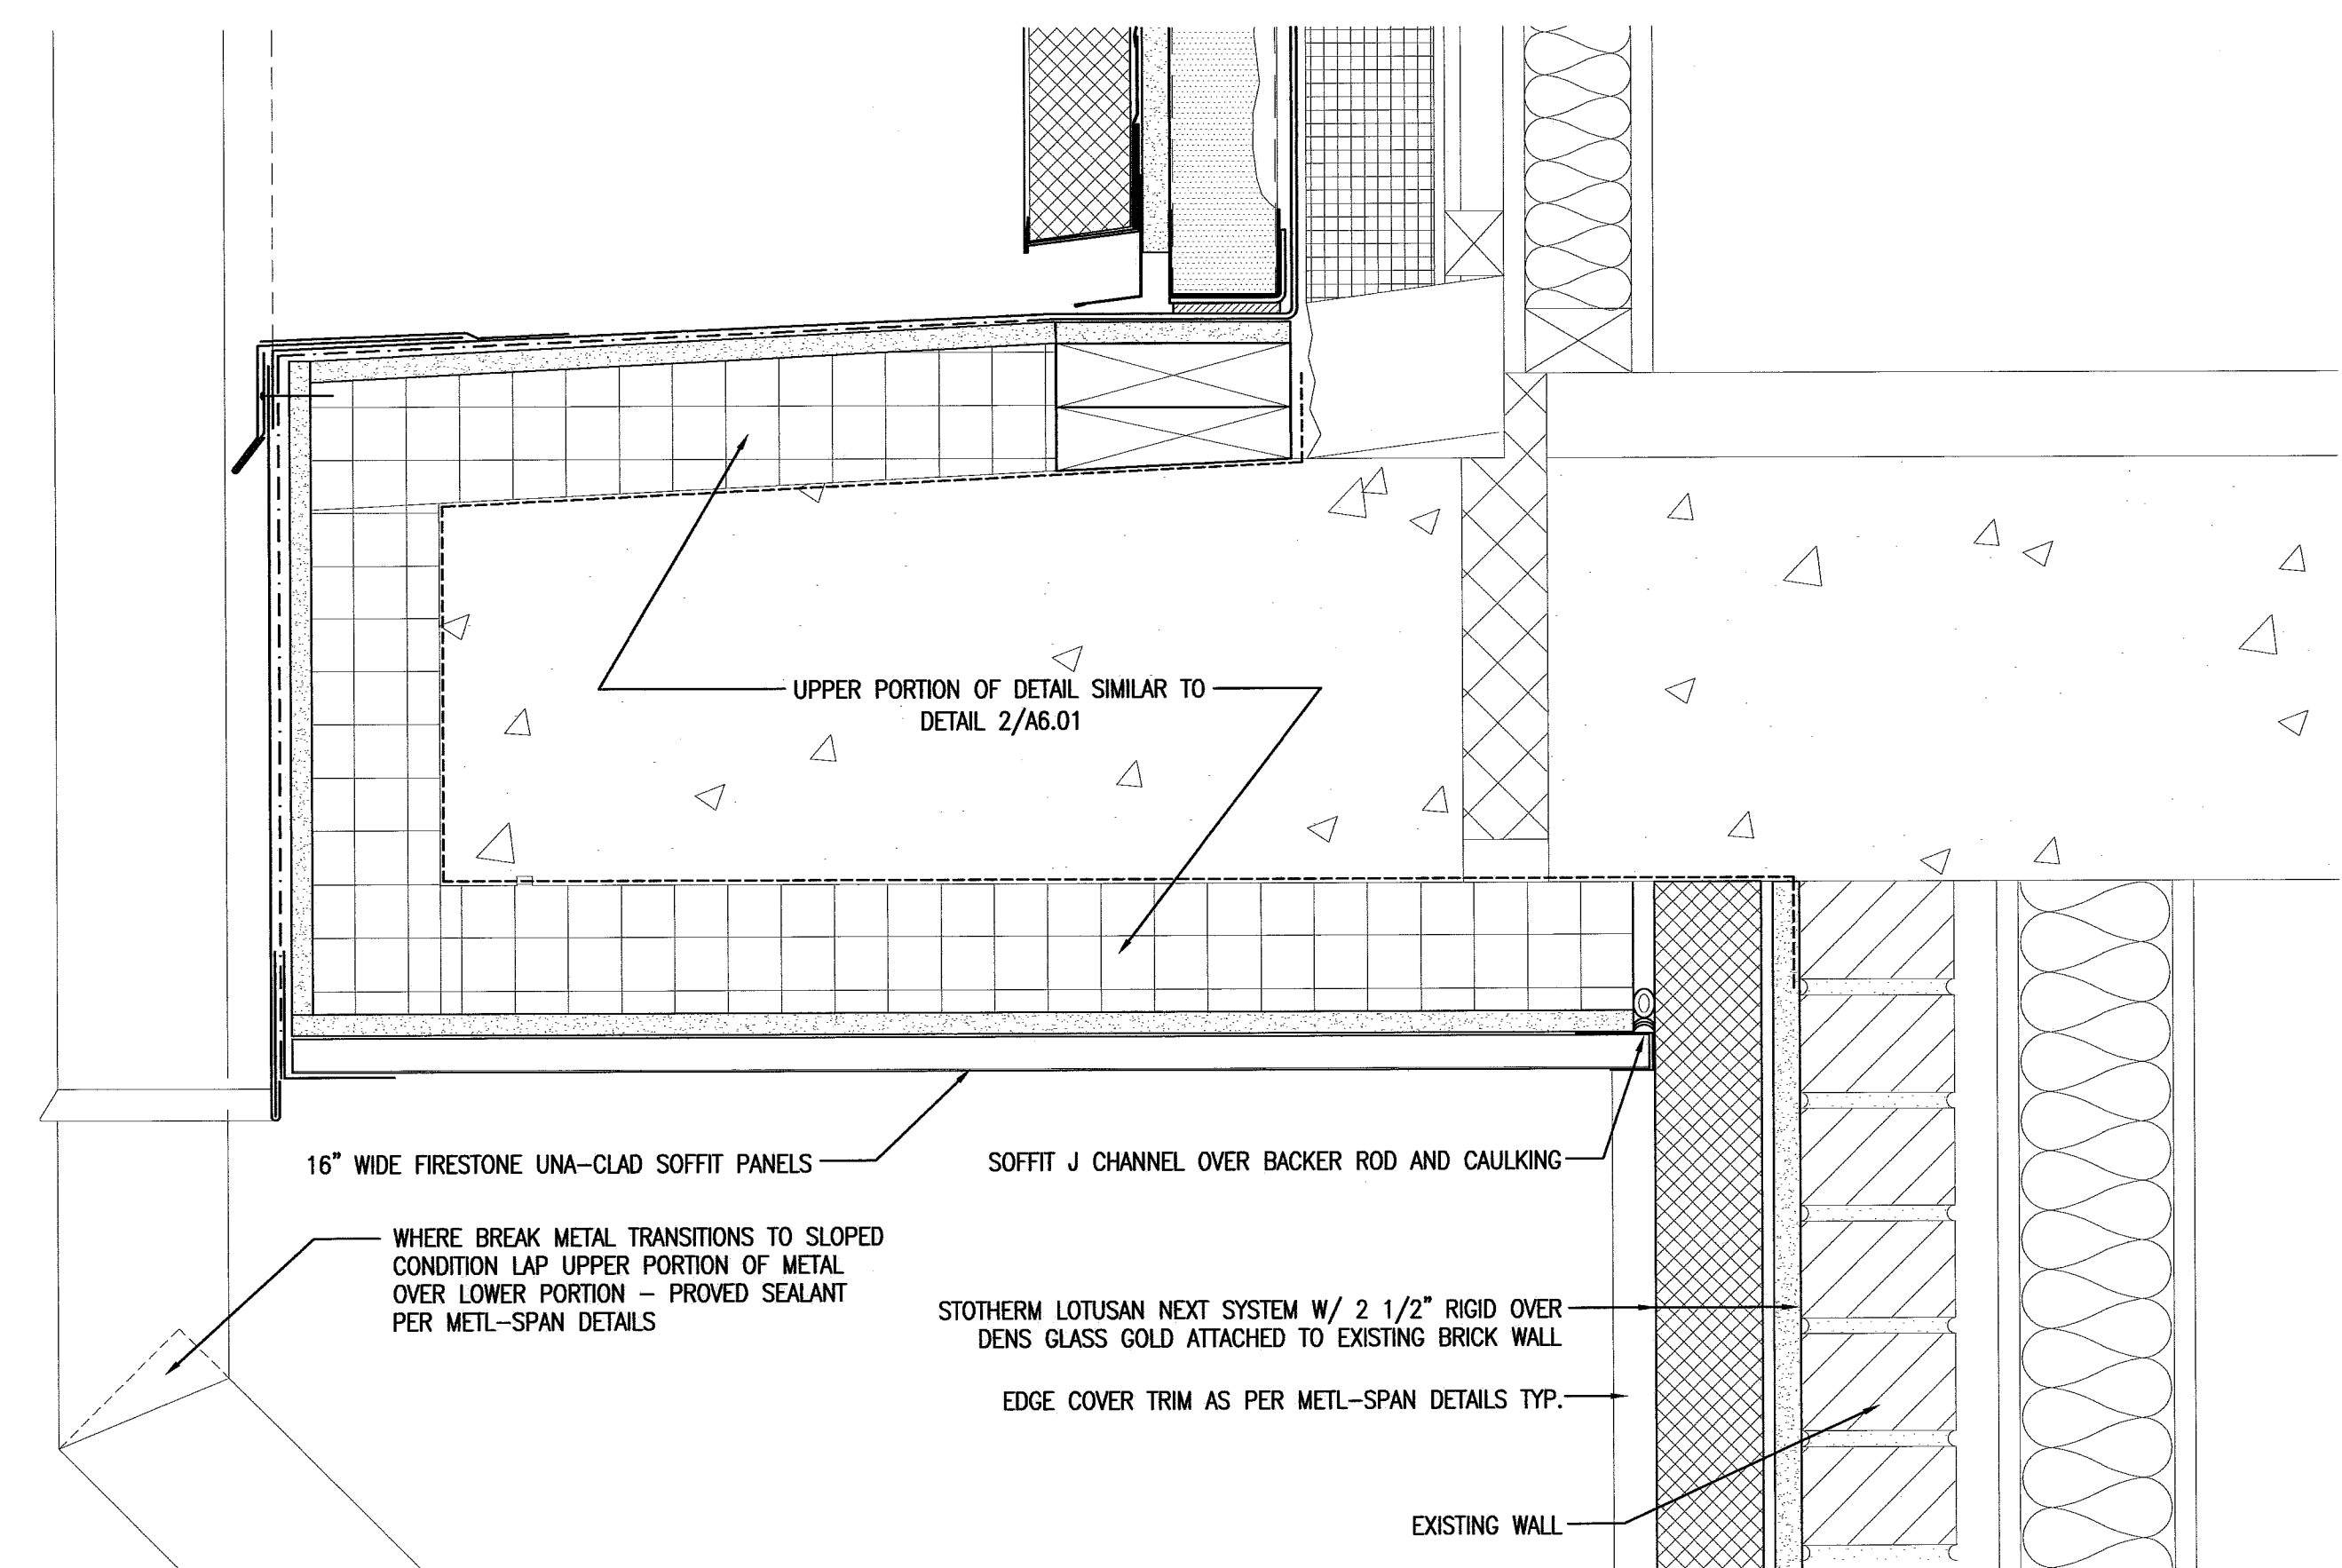 UPPER PORTION OF DETAIL SIMILAR TO
DETAIL 2/A6.01
16" WIDE FIRESTONE UNA-CLAD SOFFIT PANELS
SOFFIT J CHANNEL OVER BACKER ROD AND CAULKING
WHERE BREAK METAL TRANSITIONS TO SLOPED
CONDITION LAP UPPER PORTION OF METAL
OVER LOWER PORTION – PROVED SEALANT
PER METL-SPAN DETAILS
STOTHERM LOTUSAN NEXT SYSTEM W/ 2 1/2" RIGID OVER
DENS GLASS GOLD ATTACHED TO EXISTING BRICK WALL
EDGE COVER TRIM AS PER METL-SPAN DETAILS TYP.
EXISTING WALL